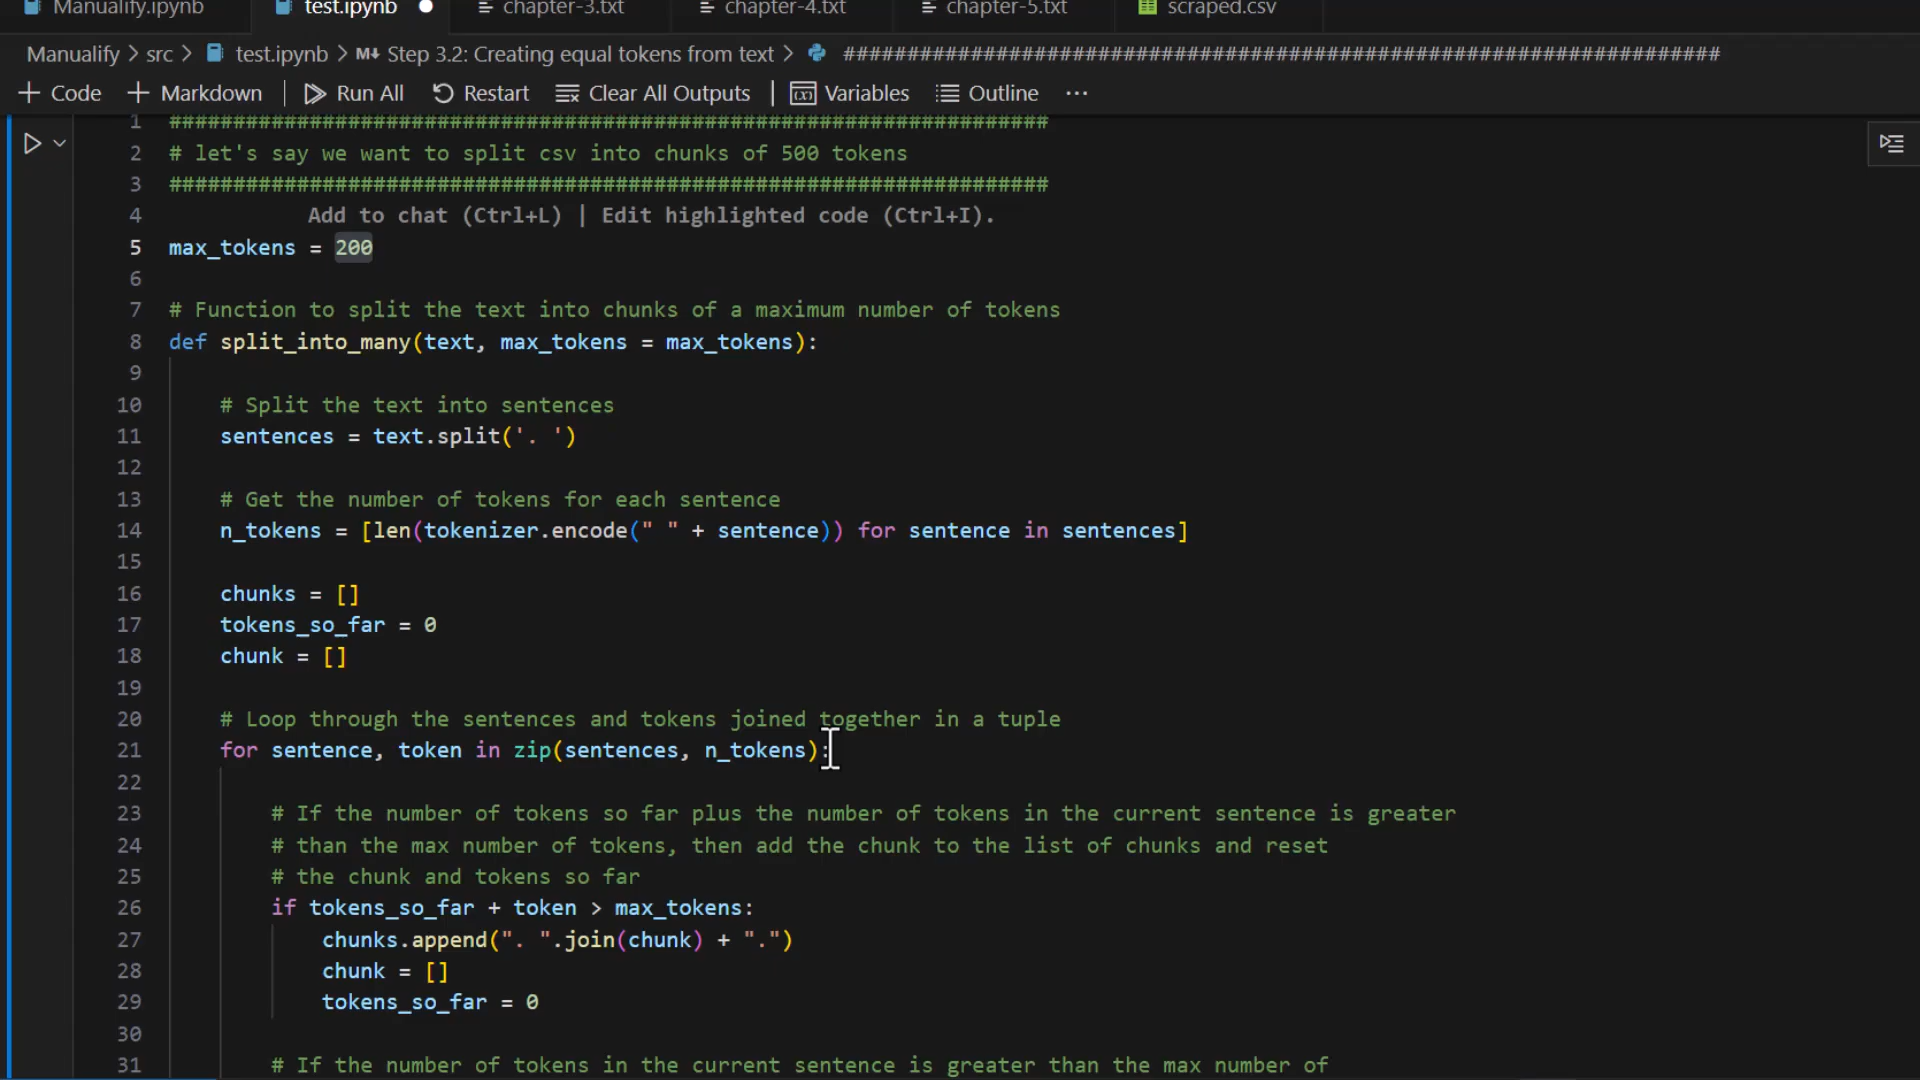 Manualify.ipynb test.ipynb chapter-3.txt chapter-4.txt chapter-5.txt scraped.csv
Manualify > src > test.ipynb > M↓ Step 3.2: Creating equal tokens from text > #####################################################################
+ Code + Markdown | Run All Restart Clear All Outputs | Variables Outline ...
1 #####################################################################
2 # let's say we want to split csv into chunks of 500 tokens
3 #####################################################################
4 Add to chat (Ctrl+L) | Edit highlighted code (Ctrl+I).
5 max_tokens = 200
6
7 # Function to split the text into chunks of a maximum number of tokens
8 def split_into_many(text, max_tokens = max_tokens):
9
10 # Split the text into sentences
11 sentences = text.split('. ')
12
13 # Get the number of tokens for each sentence
14 n_tokens = [len(tokenizer.encode(" " + sentence)) for sentence in sentences]
15
16 chunks = []
17 tokens_so_far = 0
18 chunk = []
19
20 # Loop through the sentences and tokens joined together in a tuple
21 for sentence, token in zip(sentences, n_tokens):
22
23 # If the number of tokens so far plus the number of tokens in the current sentence is greater
24 # than the max number of tokens, then add the chunk to the list of chunks and reset
25 # the chunk and tokens so far
26 if tokens_so_far + token > max_tokens:
27 chunks.append(". ".join(chunk) + ".")
28 chunk = []
29 tokens_so_far = 0
30
31 # If the number of tokens in the current sentence is greater than the max number of